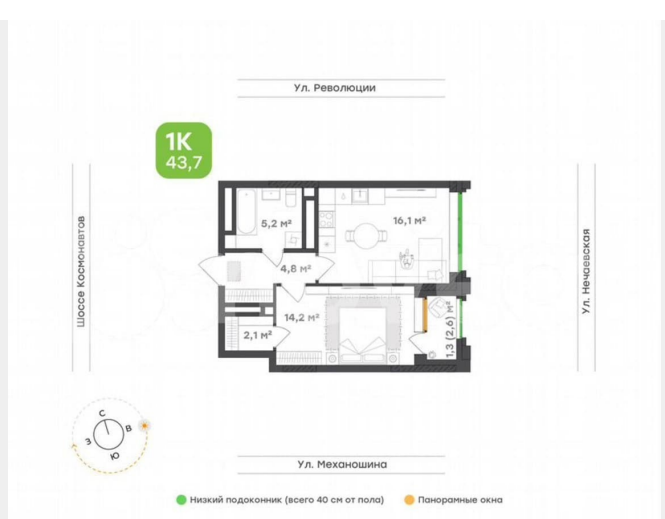 Ул. Революции
1К
43,7
5,2 м²
16,1 м²
Шоссе Космонавтов
4,8 м²
Ул. Нечаевская
14,2 м²
2,1 м²
1,3 (2,6) м²
С
В
З
Ю
Ул. Механошина
Низкий подоконник (всего 40 см от пола)
Панорамные окна